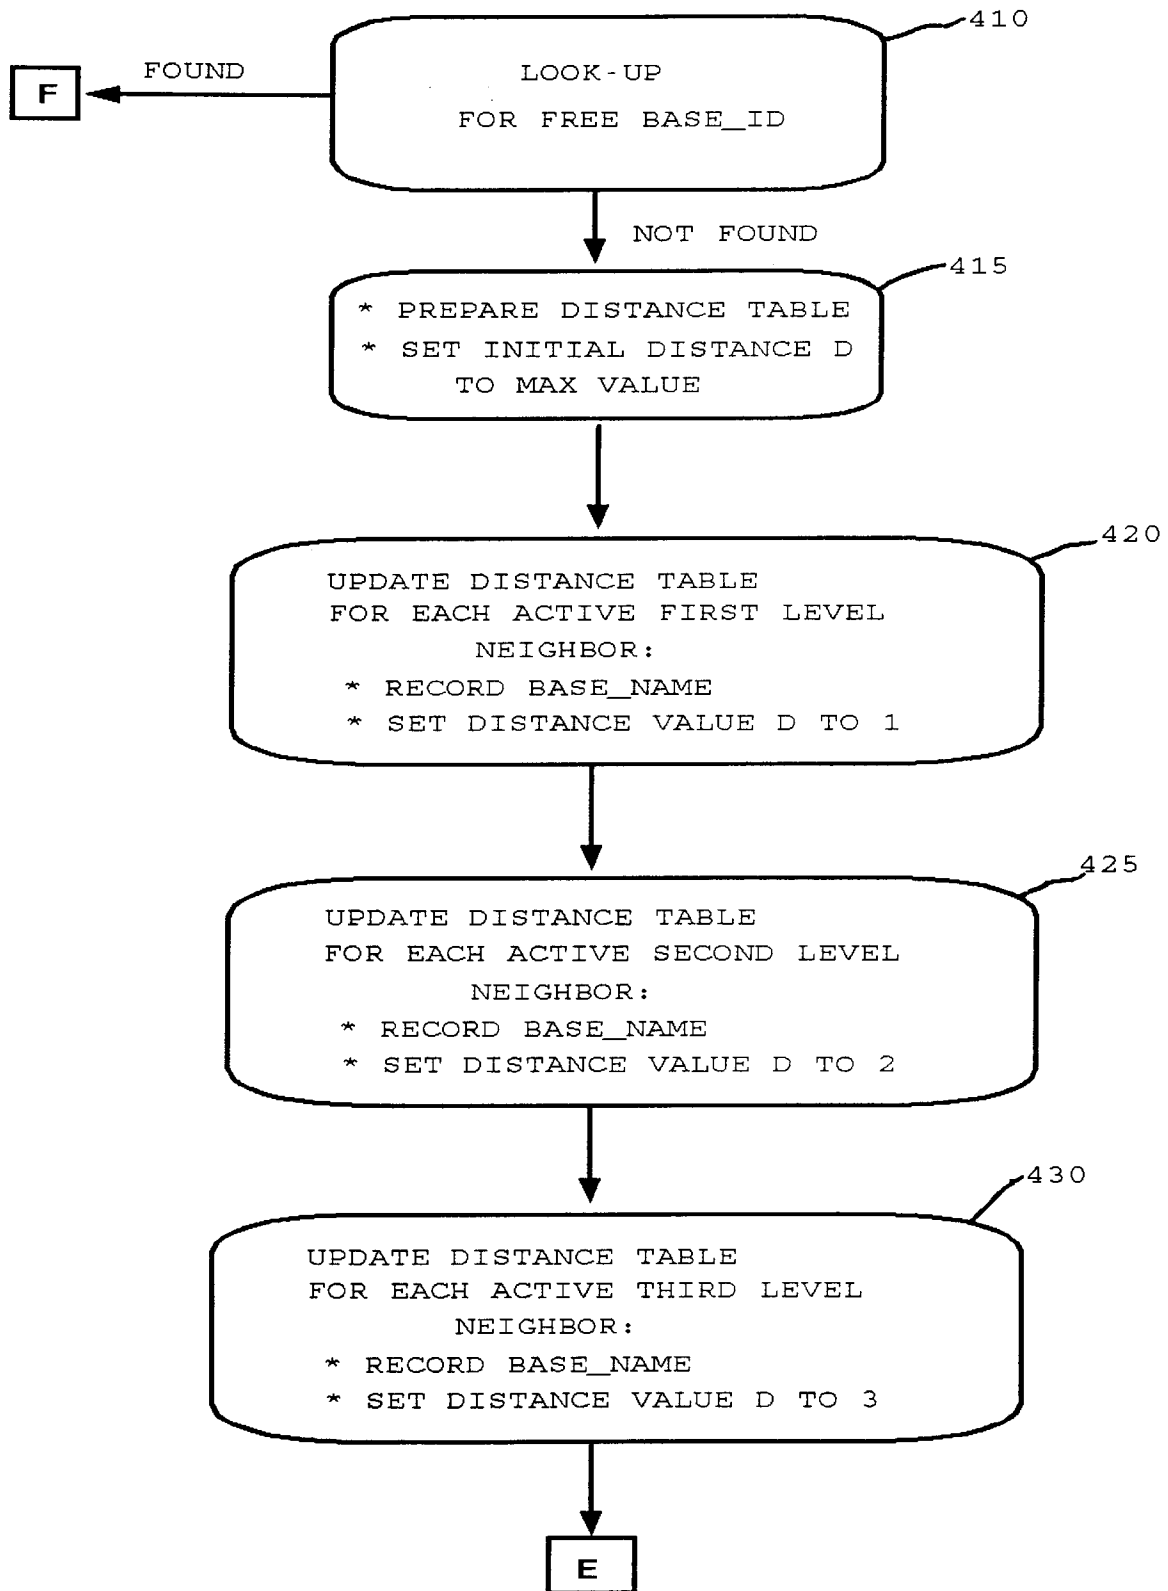 410
LOOK-UP
FOR FREE BASE_ID
FOUND
F
NOT FOUND
415
* PREPARE DISTANCE TABLE
* SET INITIAL DISTANCE D
TO MAX VALUE
420
UPDATE DISTANCE TABLE
FOR EACH ACTIVE FIRST LEVEL
NEIGHBOR:
* RECORD BASE_NAME
* SET DISTANCE VALUE D TO 1
425
UPDATE DISTANCE TABLE
FOR EACH ACTIVE SECOND LEVEL
NEIGHBOR:
* RECORD BASE_NAME
* SET DISTANCE VALUE D TO 2
430
UPDATE DISTANCE TABLE
FOR EACH ACTIVE THIRD LEVEL
NEIGHBOR:
* RECORD BASE_NAME
* SET DISTANCE VALUE D TO 3
E